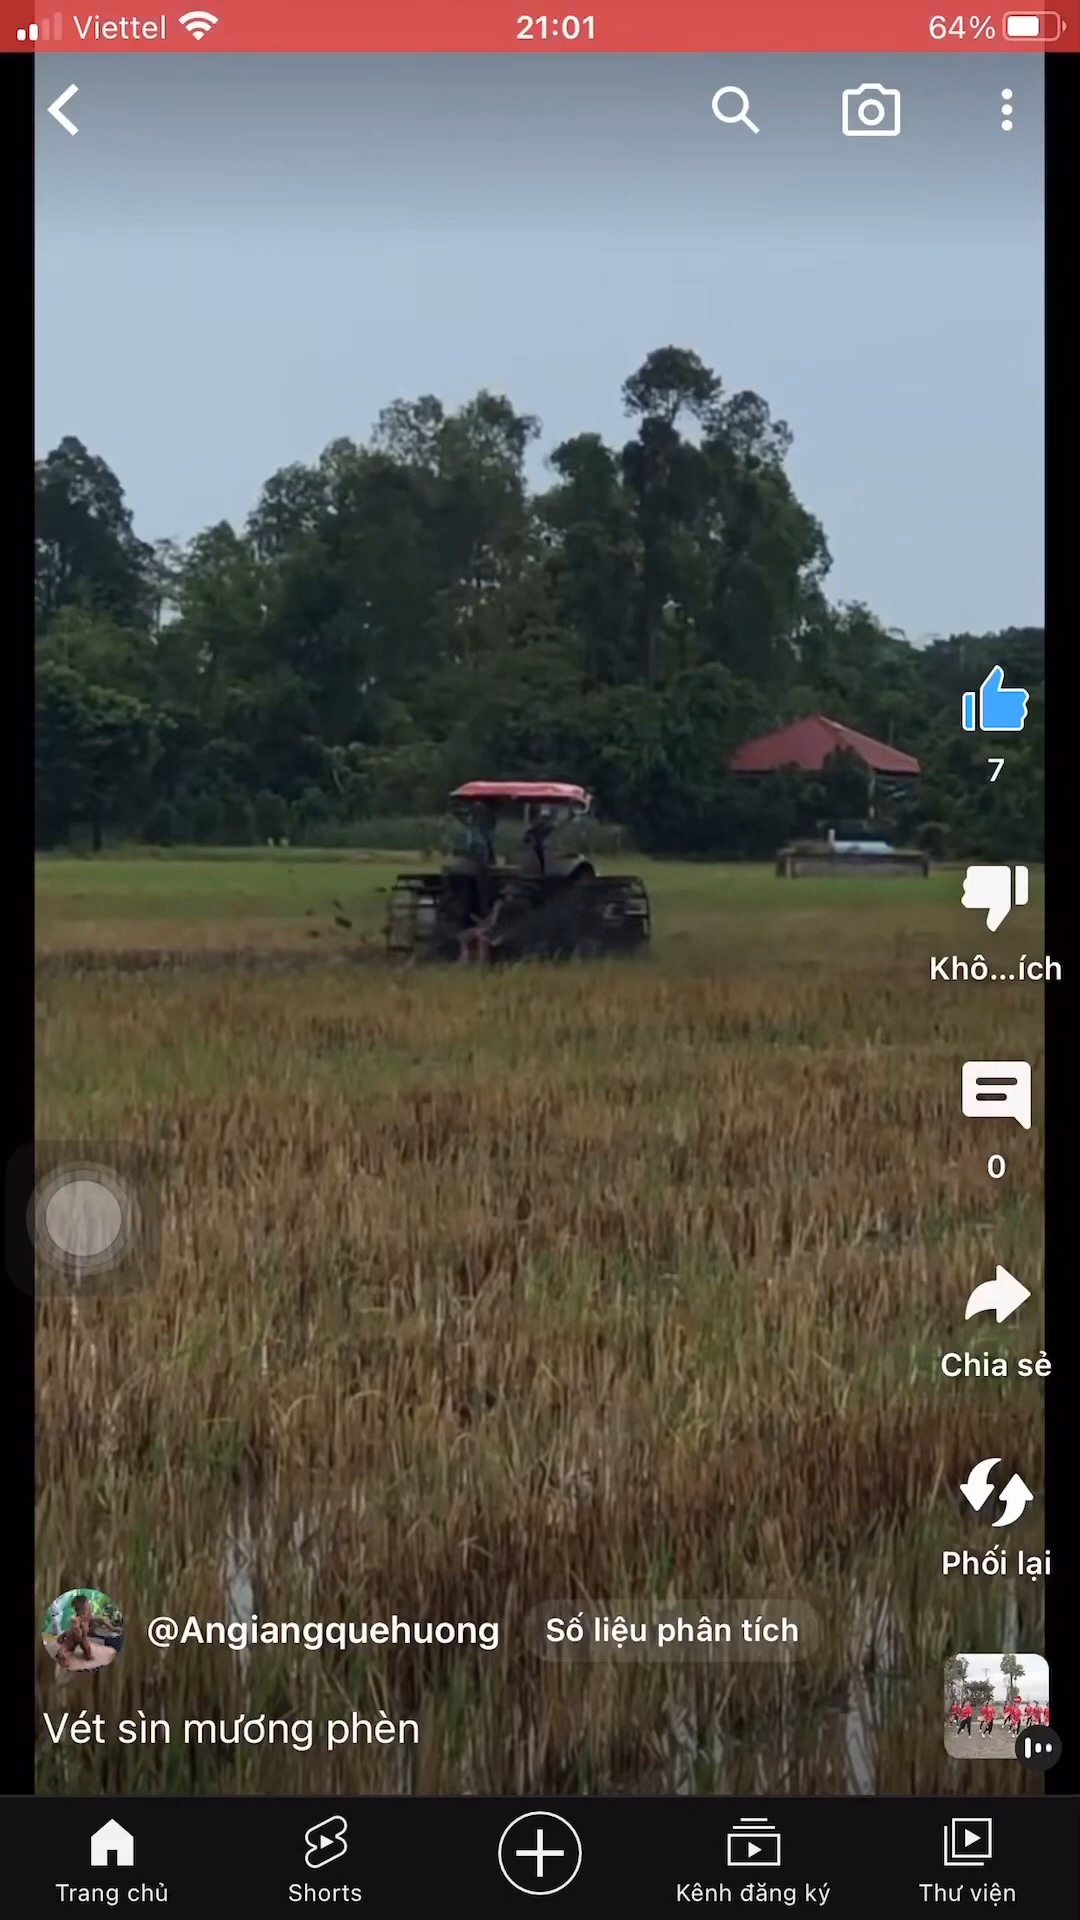 Viettel 21:01 64%
7
Khô...ích
0
Chia sẻ
Phối lại
@Angiangquehuong Số liệu phân tích
Vét sìn mương phèn
Trang chủ Shorts Kênh đăng ký Thư viện